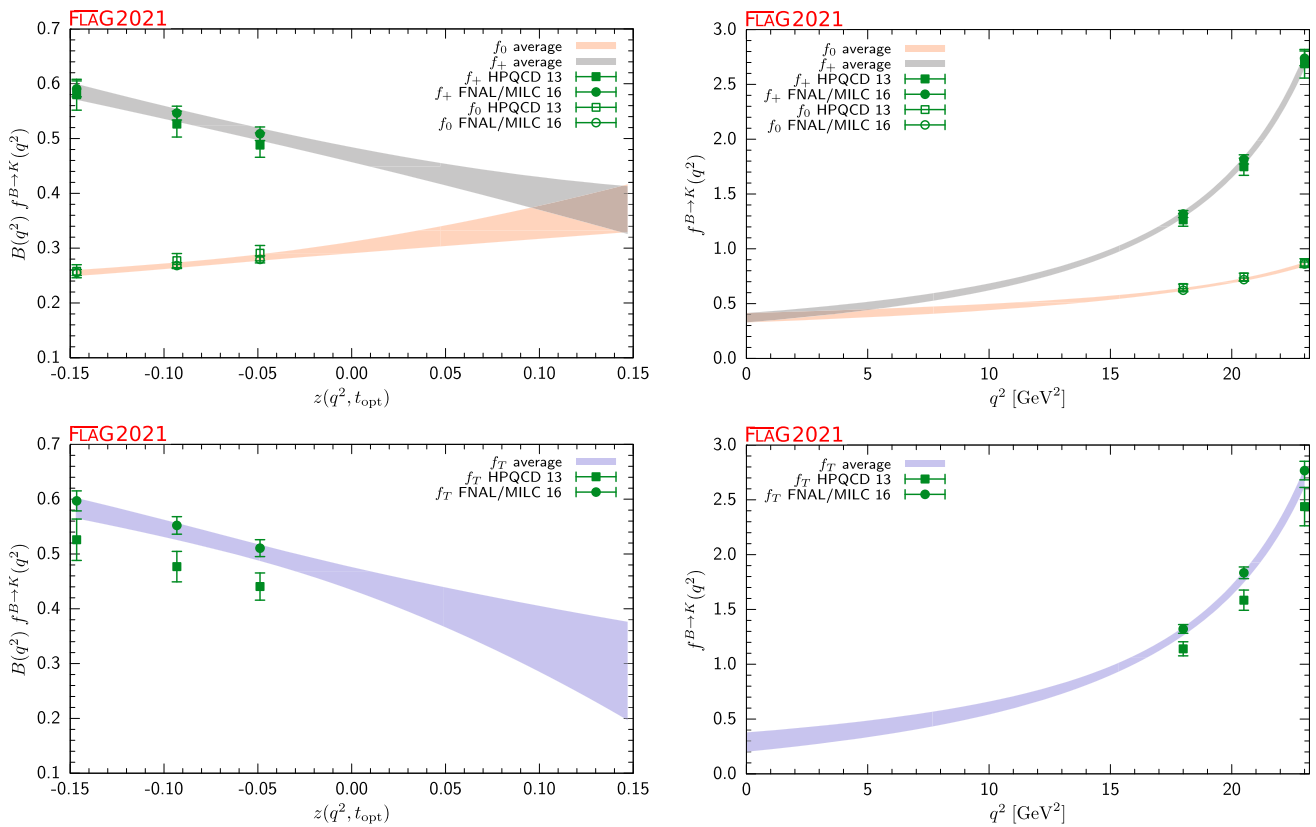 FLAG2021
0.7
0.6
0.5
0.4
0.3
0.2
0.1
-0.15 -0.10 -0.05 0.00 0.05 0.10 0.15
B(q²) f^{B→K}(q²)
z(q², t_opt)
f₀ average
f₊ average
f₊ HPQCD 13
f₊ FNAL/MILC 16
f₀ HPQCD 13
f₀ FNAL/MILC 16
FLAG2021
3.0
2.5
2.0
1.5
1.0
0.5
0.0
0 5 10 15 20
f^{B→K}(q²)
q² [GeV²]
f₀ average
f₊ average
f₊ HPQCD 13
f₊ FNAL/MILC 16
f₀ HPQCD 13
f₀ FNAL/MILC 16
FLAG2021
0.7
0.6
0.5
0.4
0.3
0.2
0.1
-0.15 -0.10 -0.05 0.00 0.05 0.10 0.15
B(q²) f^{B→K}(q²)
z(q², t_opt)
f_T average
f_T HPQCD 13
f_T FNAL/MILC 16
FLAG2021
3.0
2.5
2.0
1.5
1.0
0.5
0.0
0 5 10 15 20
f^{B→K}(q²)
q² [GeV²]
f_T average
f_T HPQCD 13
f_T FNAL/MILC 16